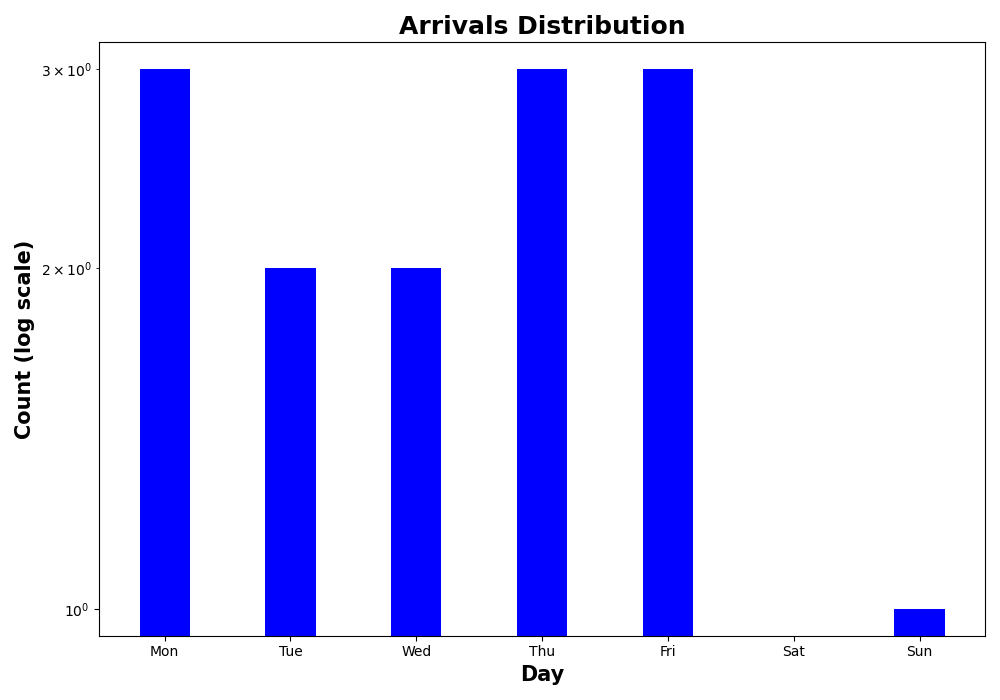 Arrivals Distribution
3 × 10⁰
2 × 10⁰
10⁰
Count (log scale)
Mon Tue Wed Thu Fri Sat Sun
Day